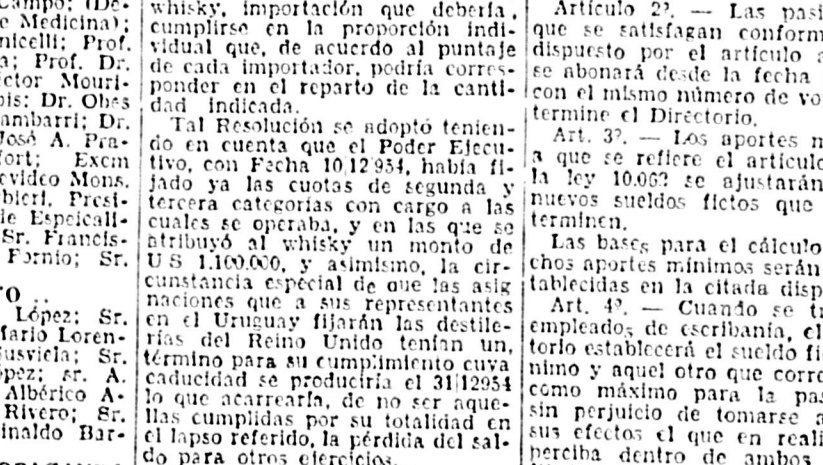 Campo; (De-
e Medicina);
nicelli; Prof.
a; Prof. Dr.
ctor Mouri-
ois: Dr. Obes
ambarri; Dr.
José A. Pra-
fort; Excm
evideo Mons.
bieri, Presi-
de Espeicali-
Sr. Francis-
Fornio; Sr.
TO ..
López; Sr.
Mario Loren-
usviela; Sr.
pez; sr. A.
Albérico A-
Rivero; Sr.
inaldo Bar-
whisky, importación que debería,
cumplirse en la proporción indi-
vidual que, de acuerdo al puntaje
de cada importador, podría corres-
ponder en el reparto de la canti-
dad indicada.
Tal Resolución se adoptó tenien-
do en cuenta que el Poder Ejecu-
tivo, con Fecha 10|12 954, había fi-
jado ya las cuotas de segunda y
tercera categorías con cargo a las
cuales se operaba, y en las que se
atribuyó al whisky un monto de
U S 1.100.000, y asimismo, la cir-
cunstancia especial de que las asig
naciones que a sus representantes
en el Uruguay fijarán las destile-
rías del Reino Unido tenían un,
término para su cumplimiento cuya
caducidad se produciría el 31|12954
lo que acarrearía, de no ser aque-
llas cumplidas por su totalidad en
el lapso referido, la pérdida del sal-
do para otros ejercicios.
Artículo 2º. — Las pasi
que se satisfagan conform
dispuesto por el artículo a
se abonará desde la fecha
con el mismo número de vo
termine el Directorio.
Art. 3º. — Los aportes m
a que se refiere el artículo
la ley 10.062 se ajustarán
nuevos sueldos fictos que
terminen.
Las bases para el cálculo
chos aportes mínimos serán
tablecidas en la citada disp
Art. 4º. — Cuando se tr
empleados de escribanía, el
torio establecerá el sueldo fi
nimo y aquel otro que corre
como máximo para la pas
sin perjuicio de tomarse a
sus efectos el que en reali
perciba dentro de ambos